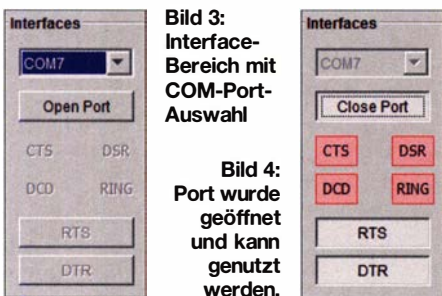 Interfaces
COM7
Open Port
CTS DSR
DCD RING
RTS
DTR
Bild 3:
Interface-
Bereich mit
COM-Port-
Auswahl
Bild 4:
Port wurde
geöffnet
und kann
genutzt
werden.
Interfaces
COM7
Close Port
CTS DSR
DCD RING
RTS
DTR